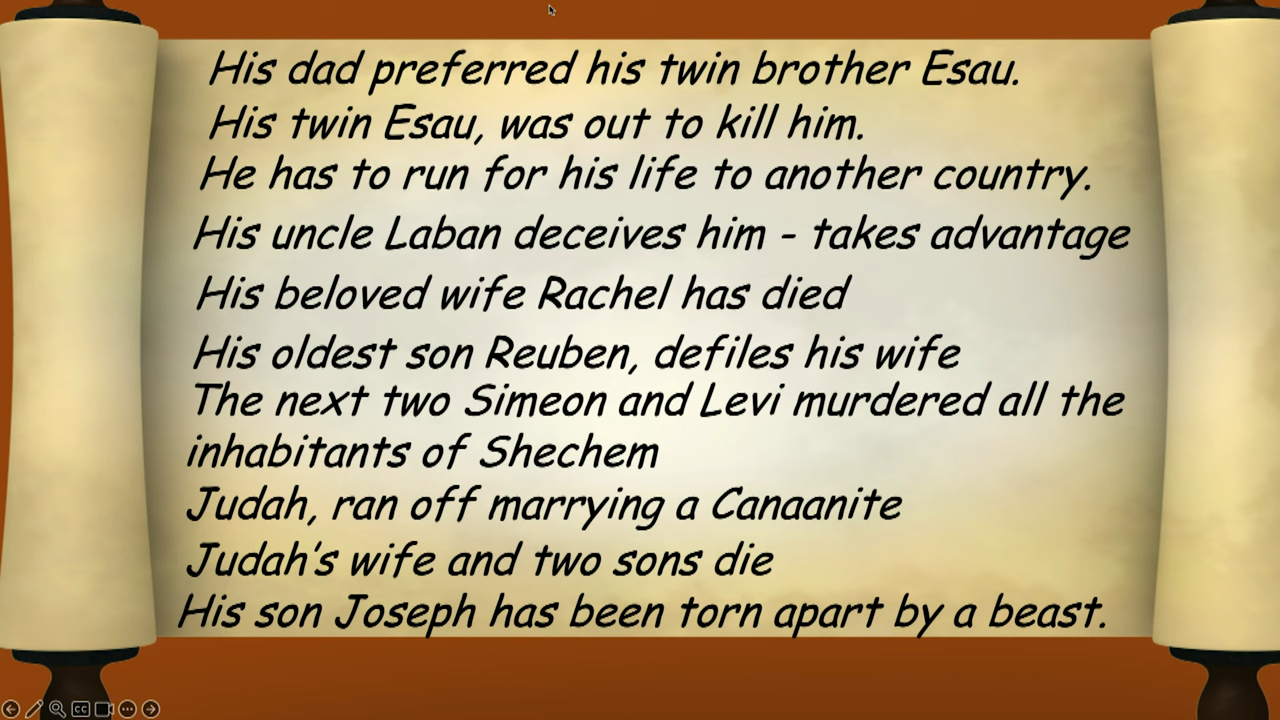 His dad preferred his twin brother Esau.
His twin Esau, was out to kill him.
He has to run for his life to another country.
His uncle Laban deceives him - takes advantage
His beloved wife Rachel has died
His oldest son Reuben, defiles his wife
The next two Simeon and Levi murdered all the
inhabitants of Shechem
Judah, ran off marrying a Canaanite
Judah's wife and two sons die
His son Joseph has been torn apart by a beast.
CC